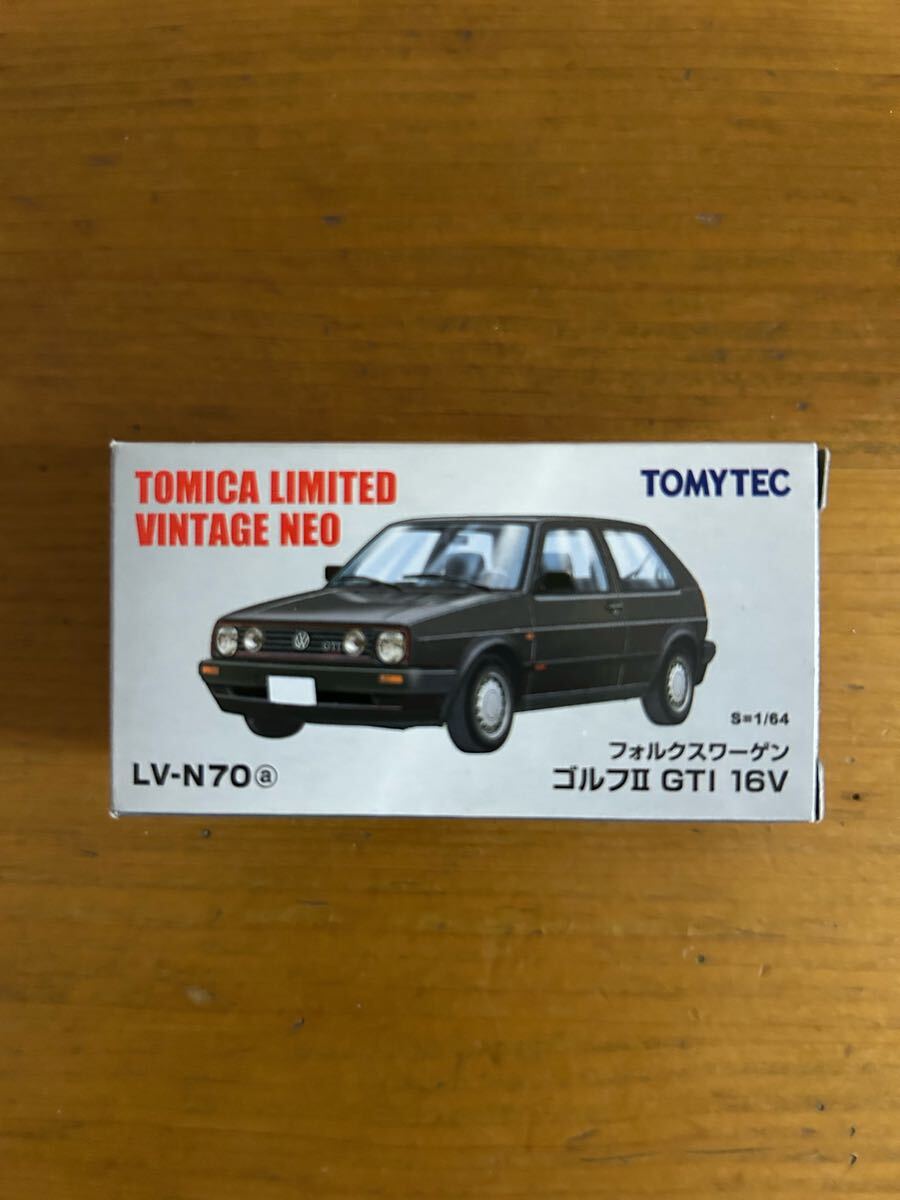 TOMICA LIMITED
VINTAGE NEO
TOMYTEC
GTI
S=1/64
フォルクスワーゲン
ゴルフⅡ GTI 16V
LV-N70ⓐ